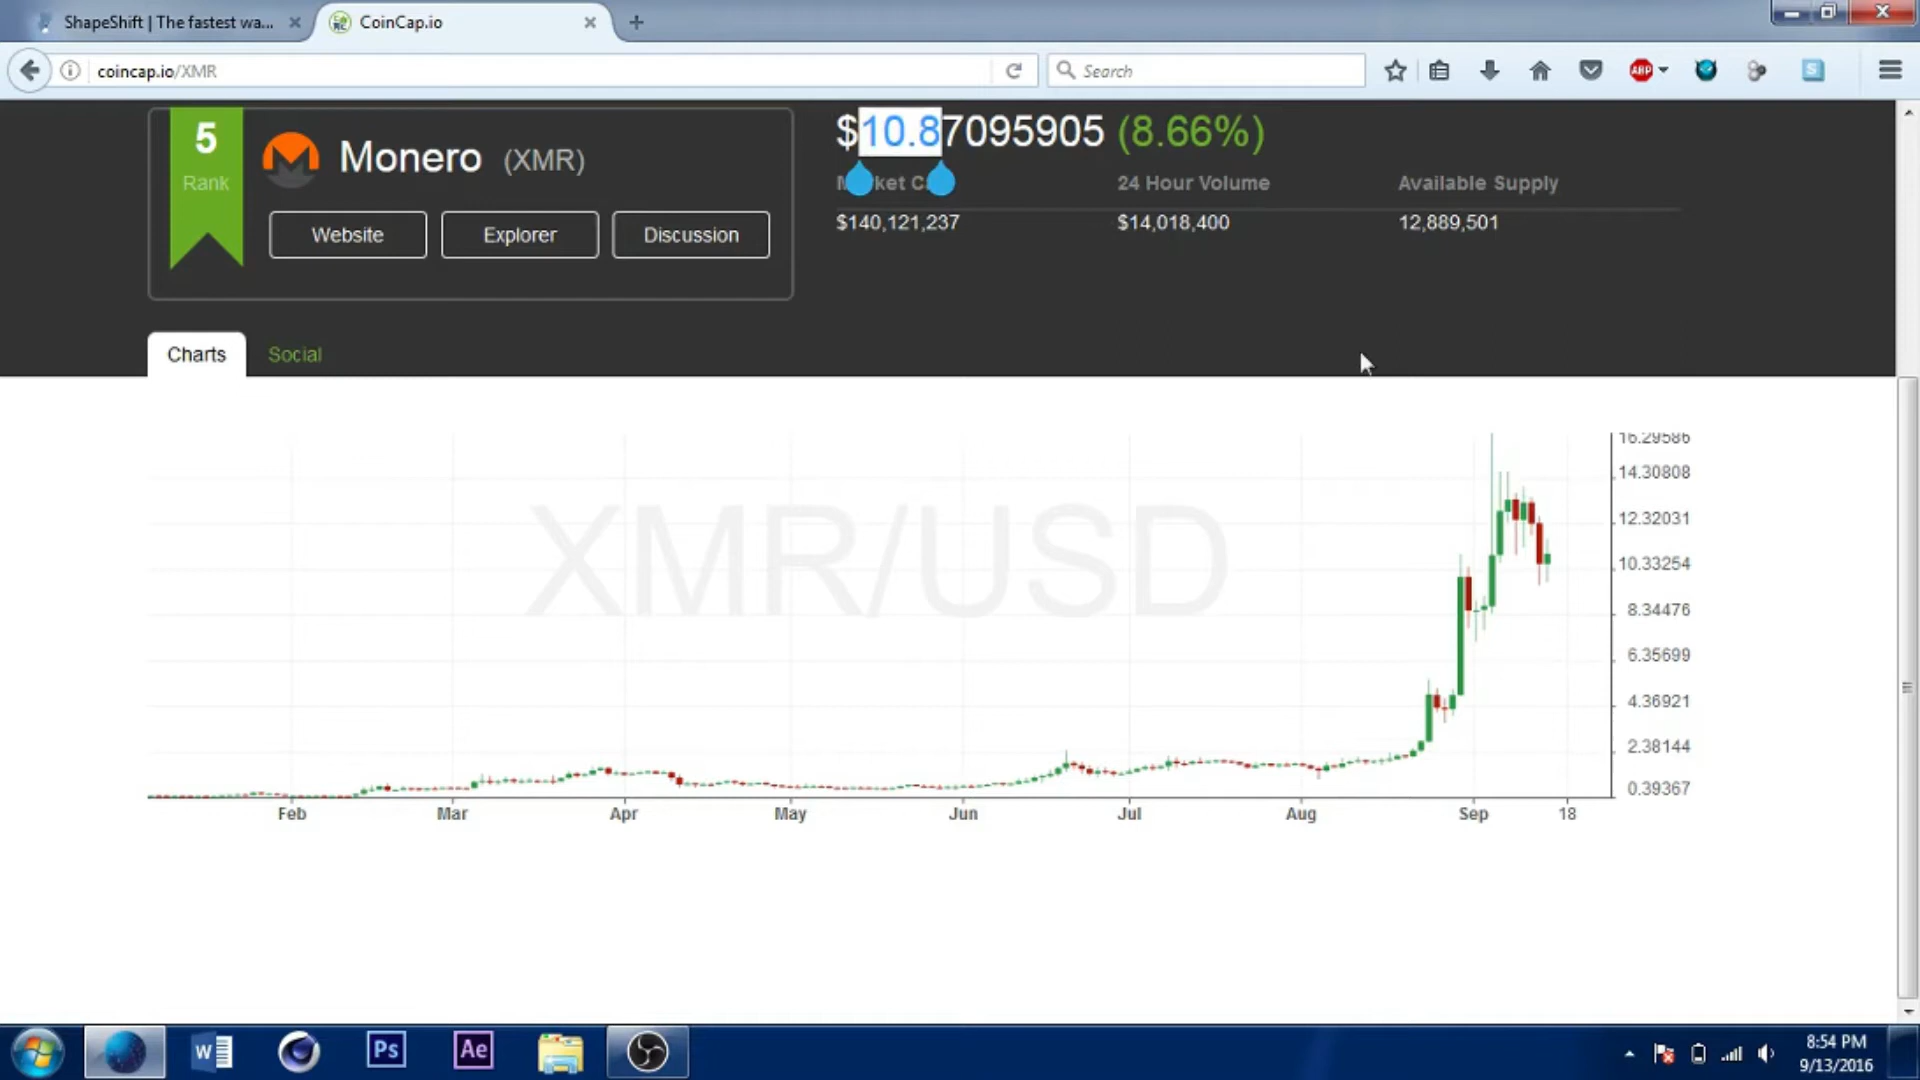 ShapeShift | The fastest wa...
CoinCap.io
coincap.io/XMR
Search
ABP
S
5
Rank
Monero (XMR)
Website
Explorer
Discussion
$10.87095905 (8.66%)
24 Hour Volume
Available Supply
$140,121,237
$14,018,400
12,889,501
Charts
Social
XMR/USD
16.29586
14.30808
12.32031
10.33254
8.34476
6.35699
4.36921
2.38144
0.39367
Feb
Mar
Apr
May
Jun
Jul
Aug
Sep
18
W
Ps
Ae
8:54 PM
9/13/2016